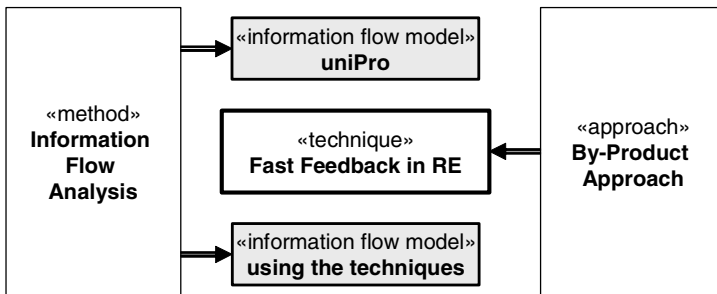 «method»
Information
Flow
Analysis
«information flow model»
uniPro
«technique»
Fast Feedback in RE
«information flow model»
using the techniques
«approach»
By-Product
Approach